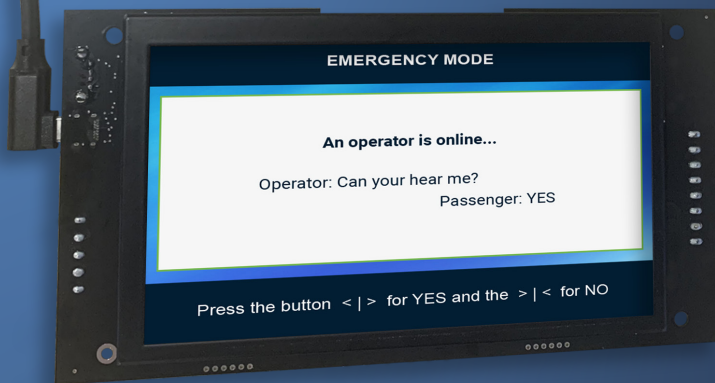 EMERGENCY MODE
An operator is online...
Operator: Can your hear me?
Passenger: YES
Press the button < | > for YES and the > | < for NO